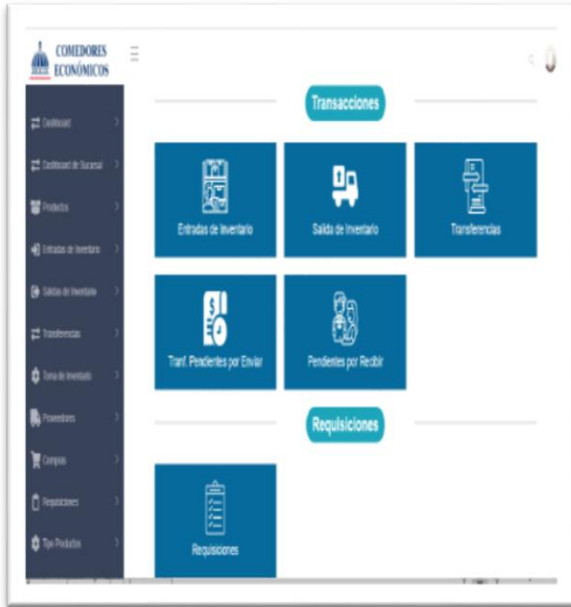 COMEDORES
ECONÓMICOS
Dashboard
Dashboard de Sucursal
Productos
Entradas de Inventario
Salidas de Inventario
Transferencias
Toma de Inventario
Proveedores
Compras
Requisiciones
Tipo Productos
Transacciones
Entradas de Inventario
Salida de Inventario
Transferencias
Tranf. Pendientes por Enviar
Pendientes por Recibir
Requisiciones
Requisiciones